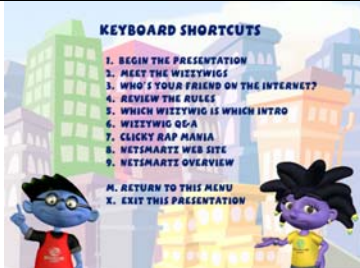 KEYBOARD SHORTCUTS
1. BEGIN THE PRESENTATION
2. MEET THE WIZZYWIGS
3. WHO'S YOUR FRIEND ON THE INTERNET?
4. REVIEW THE RULES
5. WHICH WIZZYWIG IS WHICH INTRO
6. WIZZYWIG Q&A
7. CLICKY RAP MANIA
8. NETSMARTZ WEB SITE
9. NETSMARTZ OVERVIEW
M. RETURN TO THIS MENU
X. EXIT THIS PRESENTATION